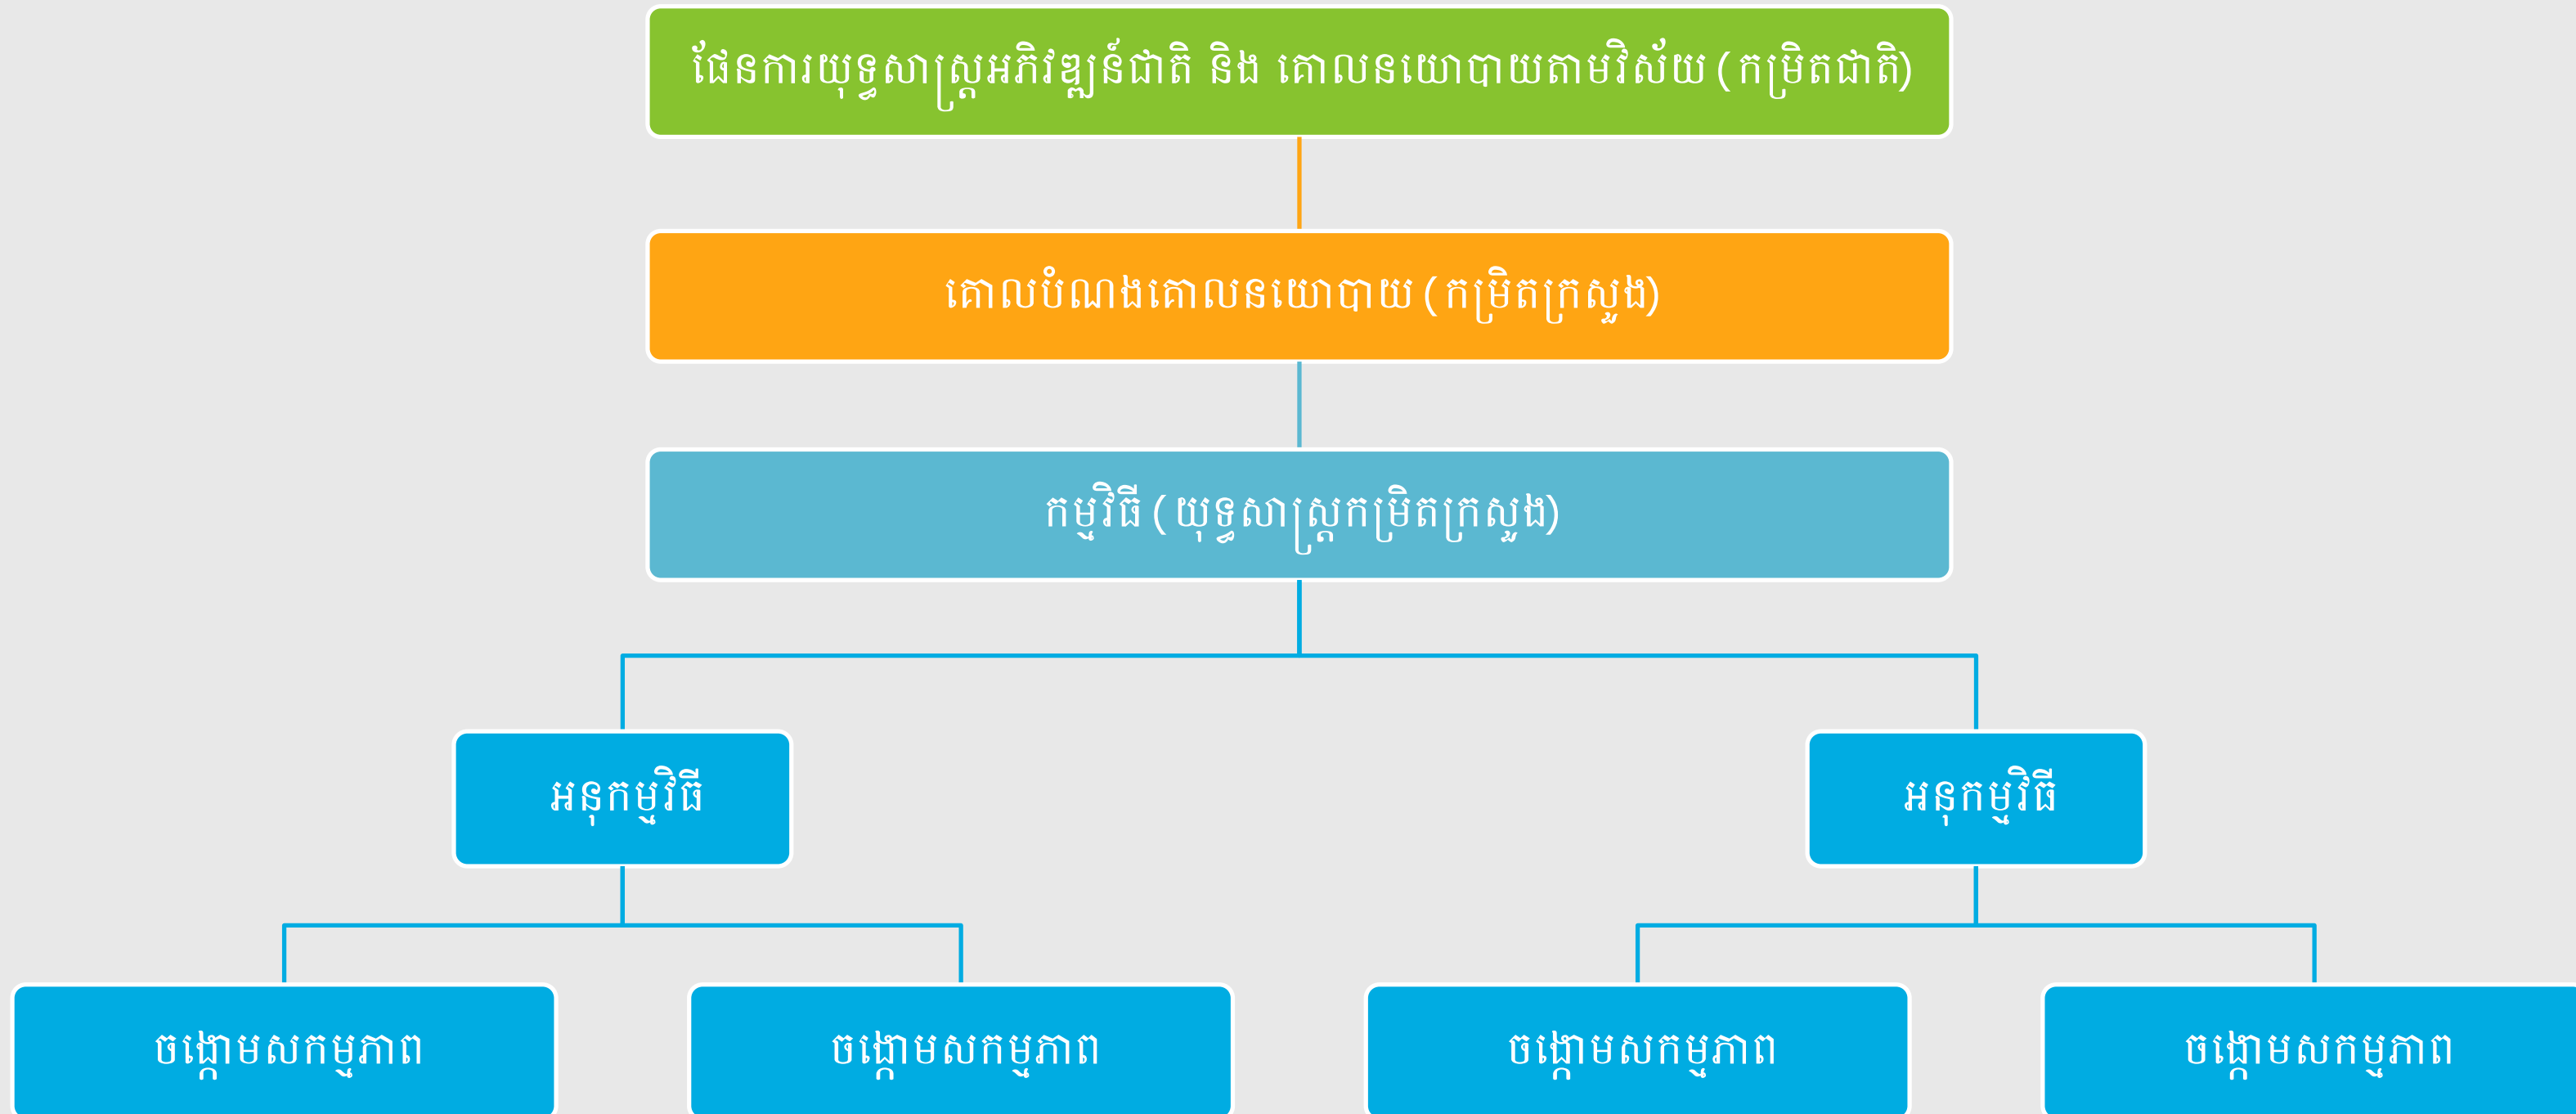 ផែនការយុទ្ធសាស្ត្រអភិវឌ្ឍន៍ជាតិ និង គោលនយោបាយតាមវិស័យ (កម្រិតជាតិ)
គោលបំណងគោលនយោបាយ (កម្រិតក្រសួង)
កម្មវិធី (យុទ្ធសាស្ត្រកម្រិតក្រសួង)
អនុកម្មវិធី
អនុកម្មវិធី
ចង្កោមសកម្មភាព
ចង្កោមសកម្មភាព
ចង្កោមសកម្មភាព
ចង្កោមសកម្មភាព